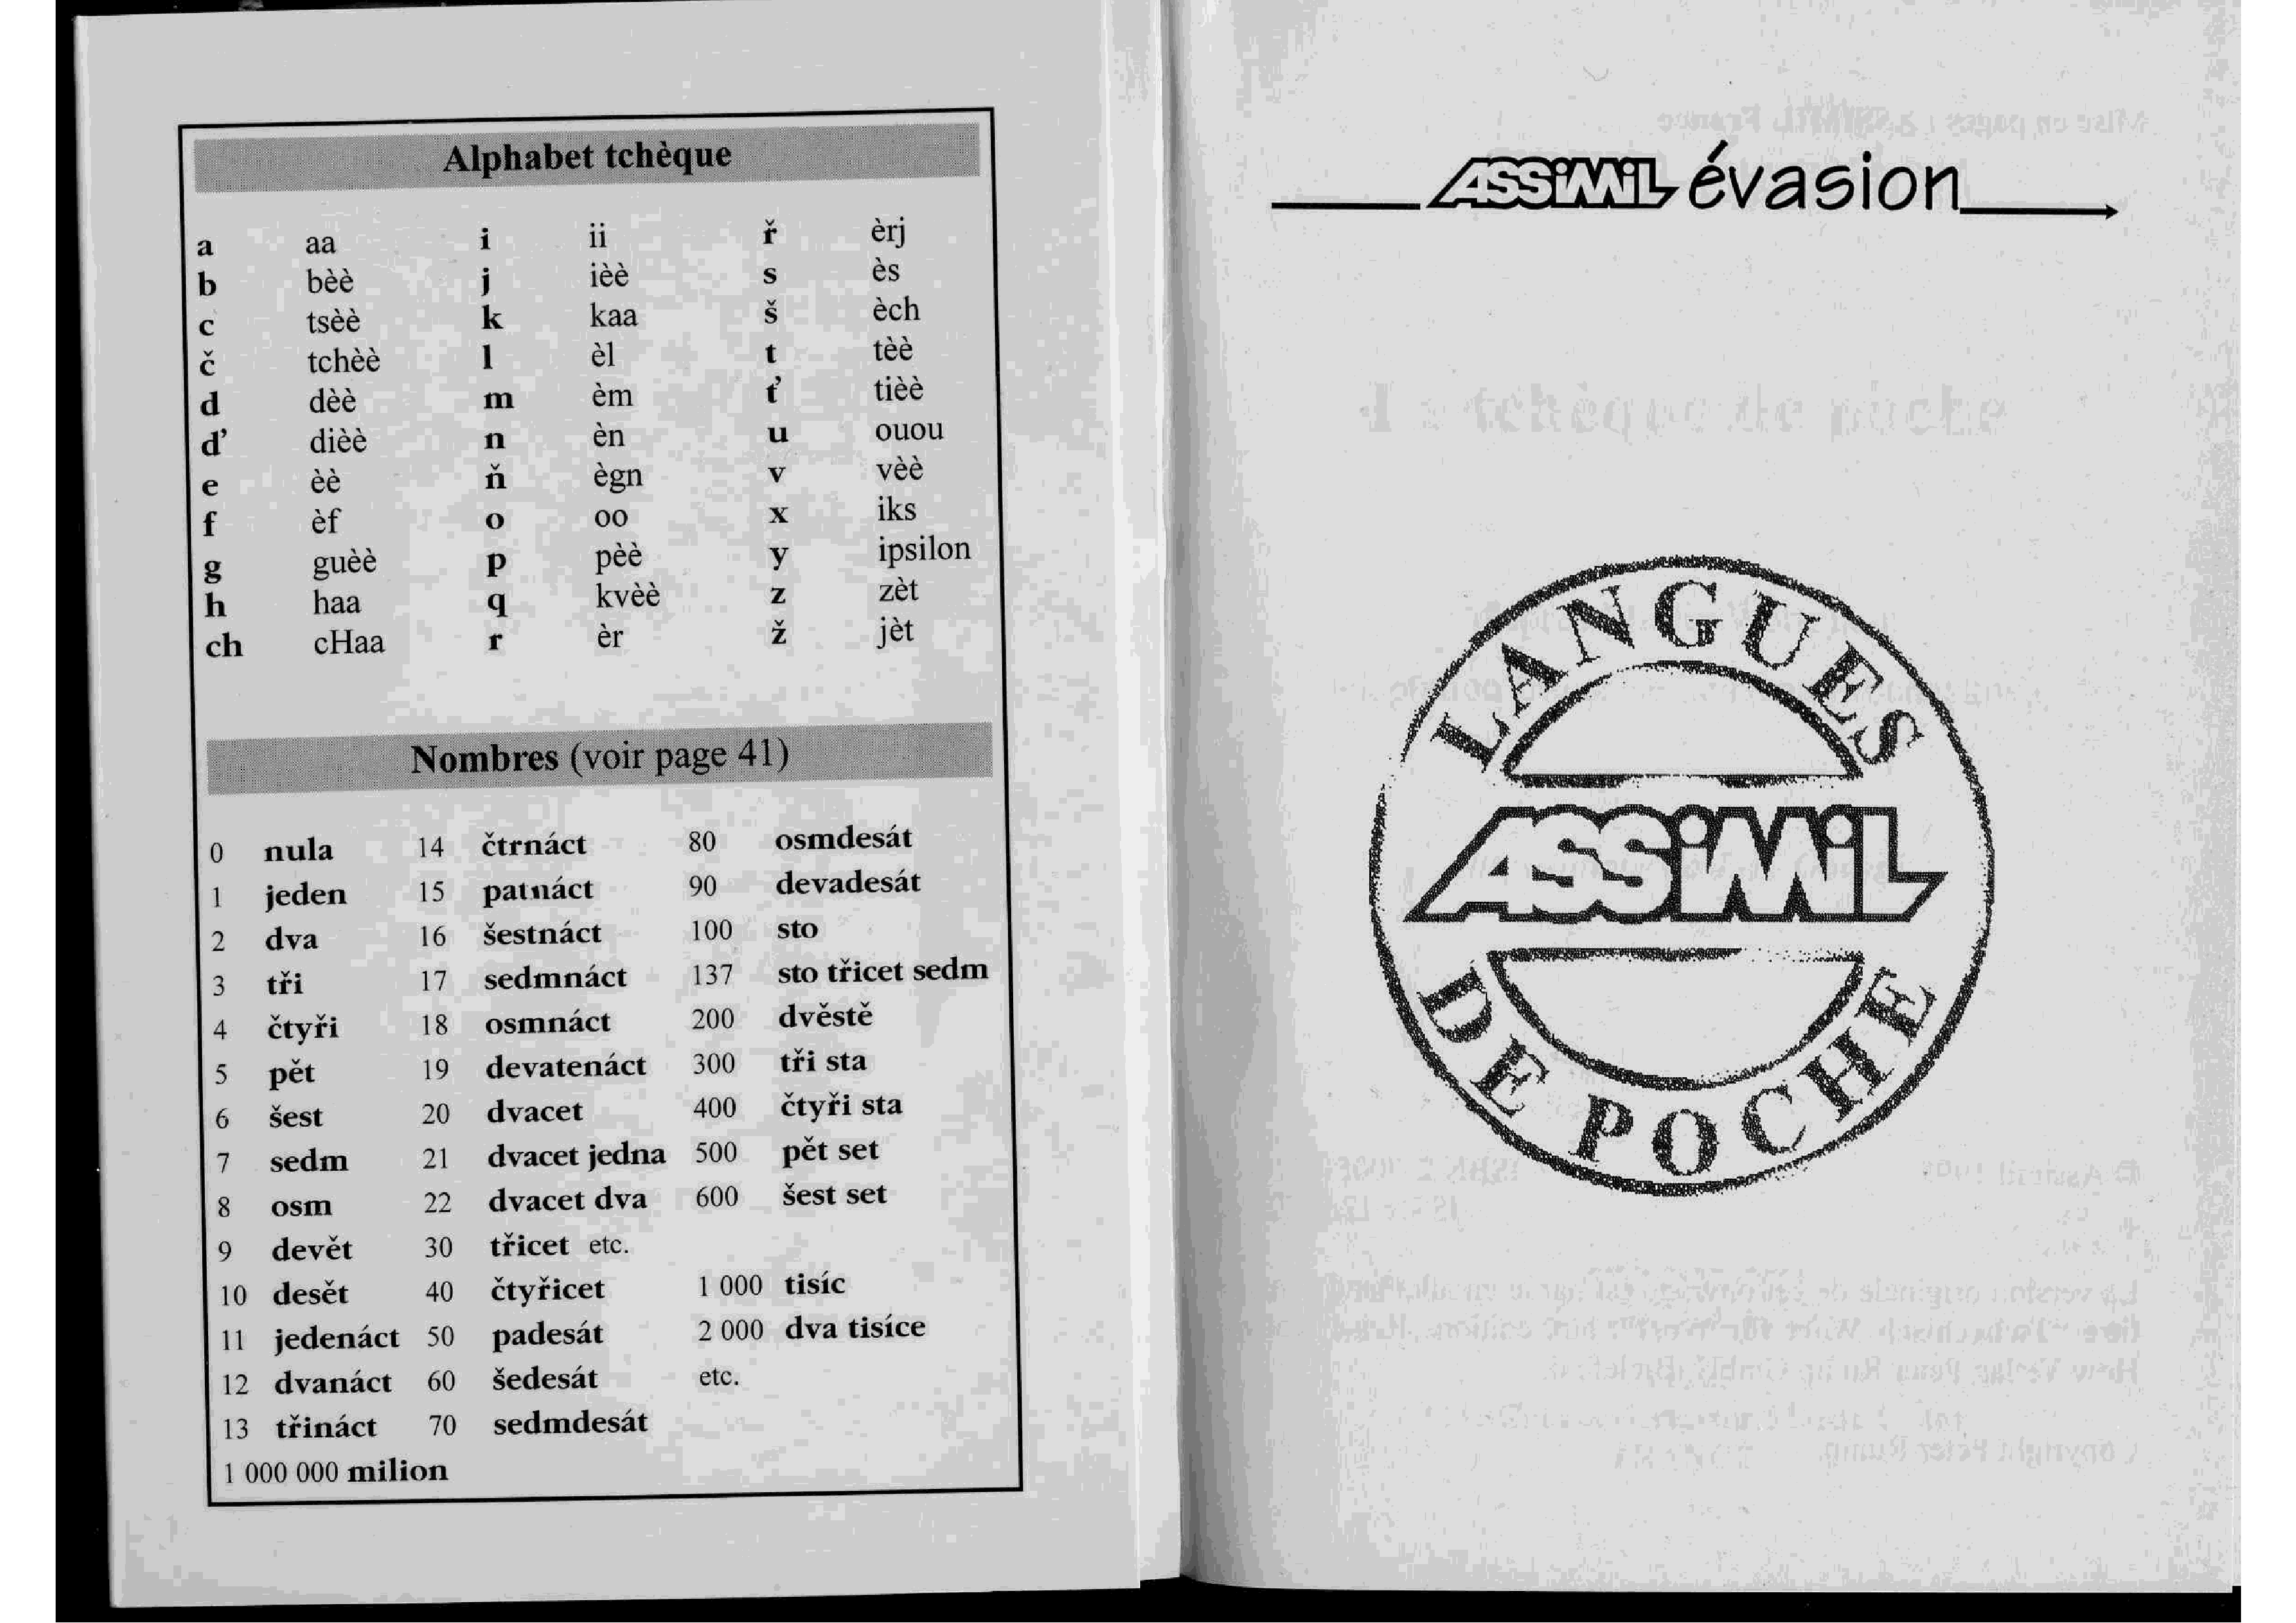 Alphabet tchèque
a aa i ii ř èrj
b bèè j ièè s ès
c tsèè k kaa š èch
č tchèè l èl t tèè
d dèè m èm ť tièè
ď dièè n èn u ouou
e èè ň ègn v vèè
f èf o oo x iks
g guèè p pèè y ipsilon
h haa q kvèè z zèt
ch cHaa r èr ž jèt
Nombres (voir page 41)
0 nula 14 čtrnáct 80 osmdesát
1 jeden 15 patnáct 90 devadesát
2 dva 16 šestnáct 100 sto
3 tři 17 sedmnáct 137 sto třicet sedm
4 čtyři 18 osmnáct 200 dvěstě
5 pět 19 devatenáct 300 tři sta
6 šest 20 dvacet 400 čtyři sta
7 sedm 21 dvacet jedna 500 pět set
8 osm 22 dvacet dva 600 šest set
9 devět 30 třicet etc.
10 desět 40 čtyřicet 1 000 tisíc
11 jedenáct 50 padesát 2 000 dva tisíce
12 dvanáct 60 šedesát etc.
13 třináct 70 sedmdesát
1 000 000 milion
ASSiMiL évasion
LANGUES
ASSiMiL
DE POCHE